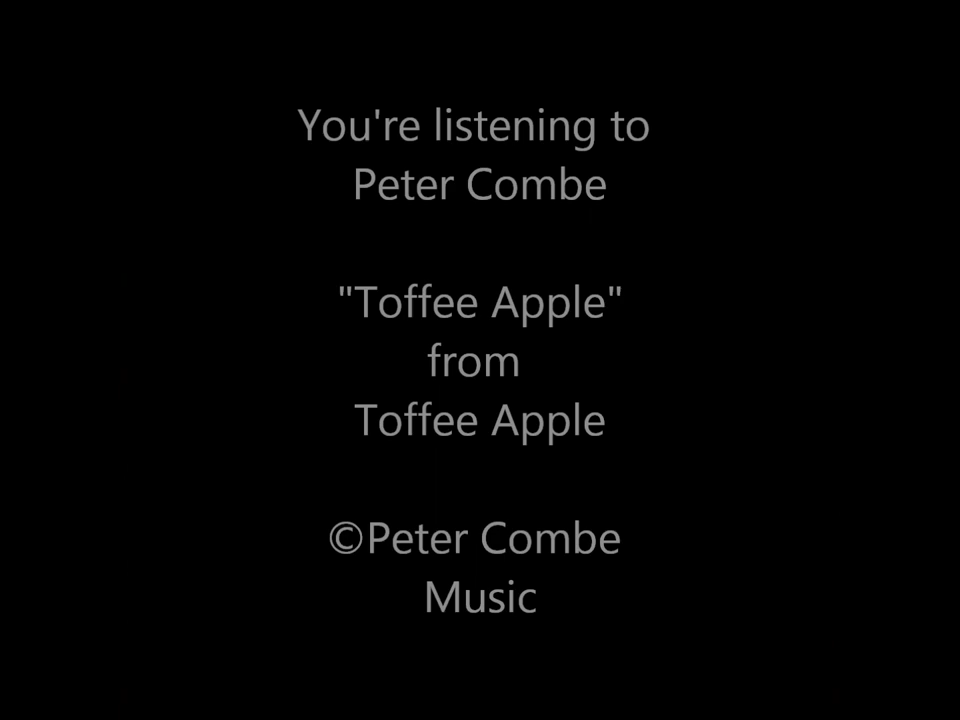 You're listening to
Peter Combe
"Toffee Apple"
from
Toffee Apple
©Peter Combe
Music